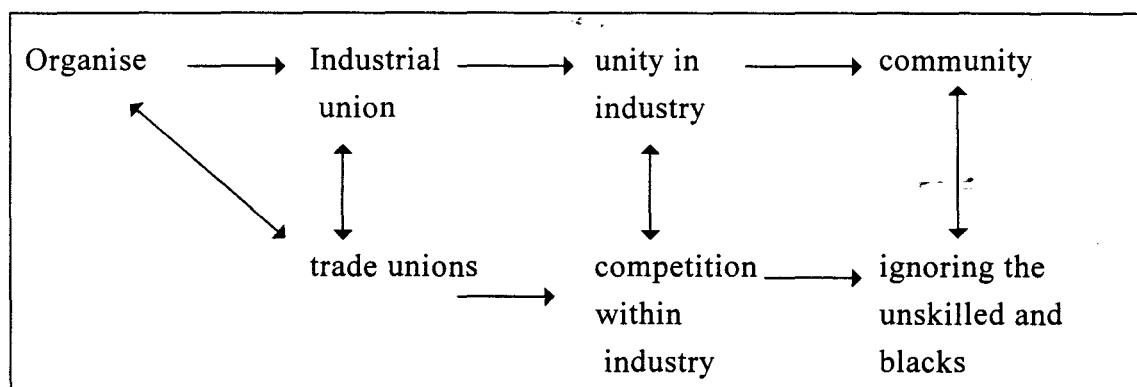 Organise
Industrial
union
unity in
industry
community
trade unions
competition
within
industry
ignoring the
unskilled and
blacks